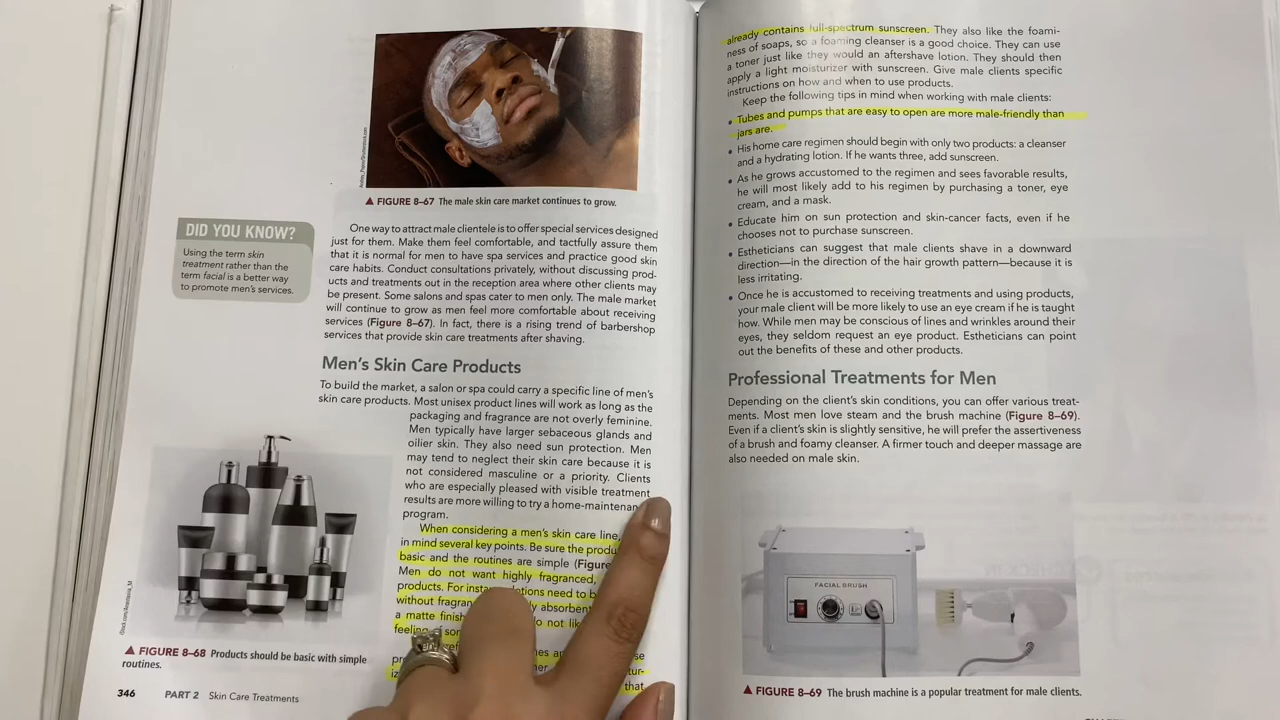 ▲ FIGURE 8–67 The male skin care market continues to grow.
DID YOU KNOW?
Using the term skin
treatment rather than the
term facial is a better way
to promote men's services.
One way to attract male clientele is to offer special services designed
just for them. Make them feel comfortable, and tactfully assure them
that it is normal for men to have spa services and practice good skin
care habits. Conduct consultations privately, without discussing prod-
ucts and treatments out in the reception area where other clients may
be present. Some salons and spas cater to men only. The male market
will continue to grow as men feel more comfortable about receiving
services (Figure 8–67). In fact, there is a rising trend of barbershop
services that provide skin care treatments after shaving.
Men's Skin Care Products
To build the market, a salon or spa could carry a specific line of men's
skin care products. Most unisex product lines will work as long as the
packaging and fragrance are not overly feminine.
Men typically have larger sebaceous glands and
oilier skin. They also need sun protection. Men
may tend to neglect their skin care because it is
not considered masculine or a priority. Clients
who are especially pleased with visible treatment
results are more willing to try a home-maintenan
program.
When considering a men's skin care line,
in mind several key points. Be sure the produ
basic and the routines are simple (Figure
Men do not want highly fragranced,
products. For instan lotions need to b
without fragran absorbent
a matte finish do not lik
feeling of
that
▲ FIGURE 8–68 Products should be basic with simple
routines.
346 PART 2 Skin Care Treatments
already contains full-spectrum sunscreen. They also like the foami-
ness of soaps, so a foaming cleanser is a good choice. They can use
a toner just like they would an aftershave lotion. They should then
apply a light moisturizer with sunscreen. Give male clients specific
instructions on how and when to use products.
Keep the following tips in mind when working with male clients:
• Tubes and pumps that are easy to open are more male-friendly than
jars are.
• His home care regimen should begin with only two products: a cleanser
and a hydrating lotion. If he wants three, add sunscreen.
• As he grows accustomed to the regimen and sees favorable results,
he will most likely add to his regimen by purchasing a toner, eye
cream, and a mask.
• Educate him on sun protection and skin-cancer facts, even if he
chooses not to purchase sunscreen.
• Estheticians can suggest that male clients shave in a downward
direction—in the direction of the hair growth pattern—because it is
less irritating.
• Once he is accustomed to receiving treatments and using products,
your male client will be more likely to use an eye cream if he is taught
how. While men may be conscious of lines and wrinkles around their
eyes, they seldom request an eye product. Estheticians can point
out the benefits of these and other products.
Professional Treatments for Men
Depending on the client's skin conditions, you can offer various treat-
ments. Most men love steam and the brush machine (Figure 8–69).
Even if a client's skin is slightly sensitive, he will prefer the assertiveness
of a brush and foamy cleanser. A firmer touch and deeper massage are
also needed on male skin.
FACIAL BRUSH
▲ FIGURE 8–69 The brush machine is a popular treatment for male clients.